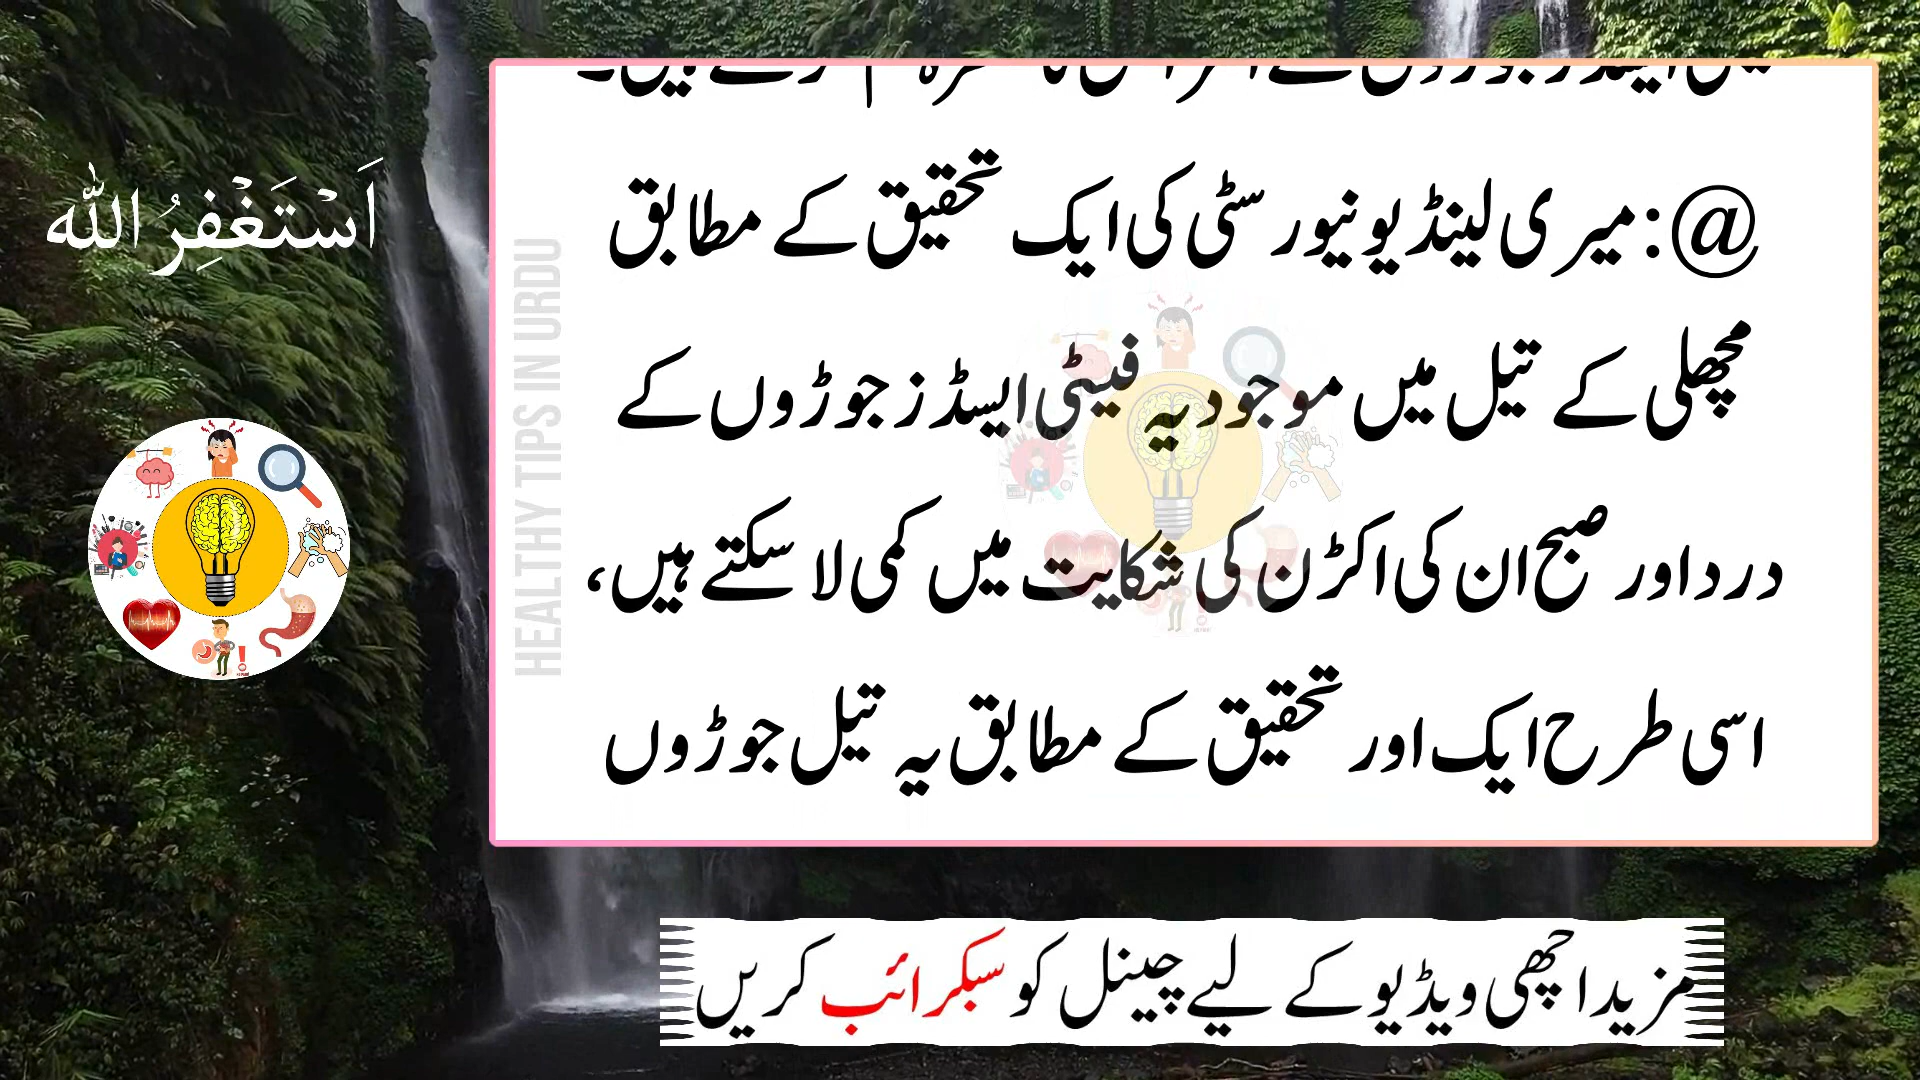 @: میری لینڈ یونیورسٹی کی ایک تحقیق کے مطابق
مچھلی کے تیل میں موجود یہ فیٹی ایسڈز جوڑوں کے
درد اور صبح ان کی اکڑن کی شکایت میں کمی لا سکتے ہیں،
اسی طرح ایک اور تحقیق کے مطابق یہ تیل جوڑوں
اَسْتَغْفِرُ اللہ
HEALTHY TIPS IN URDU
مزید اچھی ویڈیو کے لیے چینل کو سبکرائب کریں